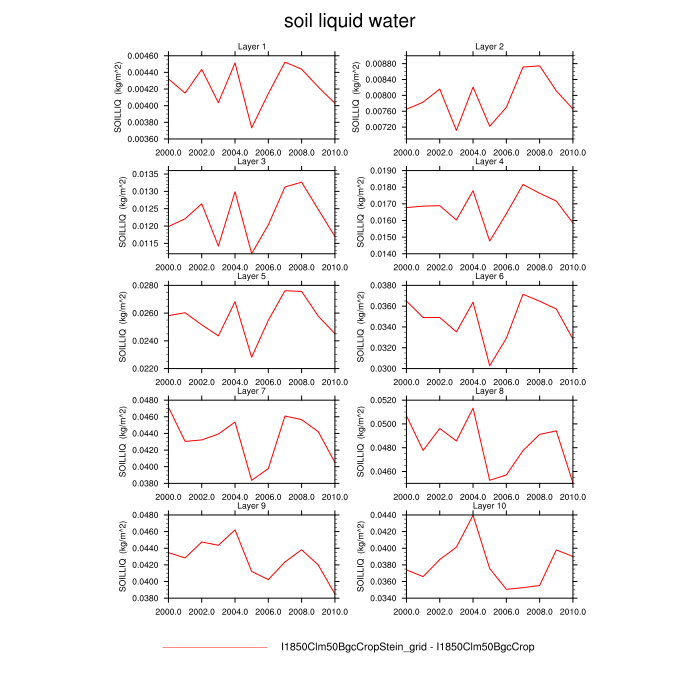 soil liquid water
Layer 1
SOILLIQ (kg/m^2)
0.00460
0.00440
0.00420
0.00400
0.00380
0.00360
2000.0 2002.0 2004.0 2006.0 2008.0 2010.0
Layer 2
SOILLIQ (kg/m^2)
0.00880
0.00840
0.00800
0.00760
0.00720
2000.0 2002.0 2004.0 2006.0 2008.0 2010.0
Layer 3
SOILLIQ (kg/m^2)
0.0135
0.0130
0.0125
0.0120
0.0115
2000.0 2002.0 2004.0 2006.0 2008.0 2010.0
Layer 4
SOILLIQ (kg/m^2)
0.0190
0.0180
0.0170
0.0160
0.0150
0.0140
2000.0 2002.0 2004.0 2006.0 2008.0 2010.0
Layer 5
SOILLIQ (kg/m^2)
0.0280
0.0260
0.0240
0.0220
2000.0 2002.0 2004.0 2006.0 2008.0 2010.0
Layer 6
SOILLIQ (kg/m^2)
0.0380
0.0360
0.0340
0.0320
0.0300
2000.0 2002.0 2004.0 2006.0 2008.0 2010.0
Layer 7
SOILLIQ (kg/m^2)
0.0480
0.0460
0.0440
0.0420
0.0400
0.0380
2000.0 2002.0 2004.0 2006.0 2008.0 2010.0
Layer 8
SOILLIQ (kg/m^2)
0.0520
0.0500
0.0480
0.0460
2000.0 2002.0 2004.0 2006.0 2008.0 2010.0
Layer 9
SOILLIQ (kg/m^2)
0.0480
0.0460
0.0440
0.0420
0.0400
0.0380
2000.0 2002.0 2004.0 2006.0 2008.0 2010.0
Layer 10
SOILLIQ (kg/m^2)
0.0440
0.0420
0.0400
0.0380
0.0360
0.0340
2000.0 2002.0 2004.0 2006.0 2008.0 2010.0
I1850Clm50BgcCropStein_grid - I1850Clm50BgcCrop